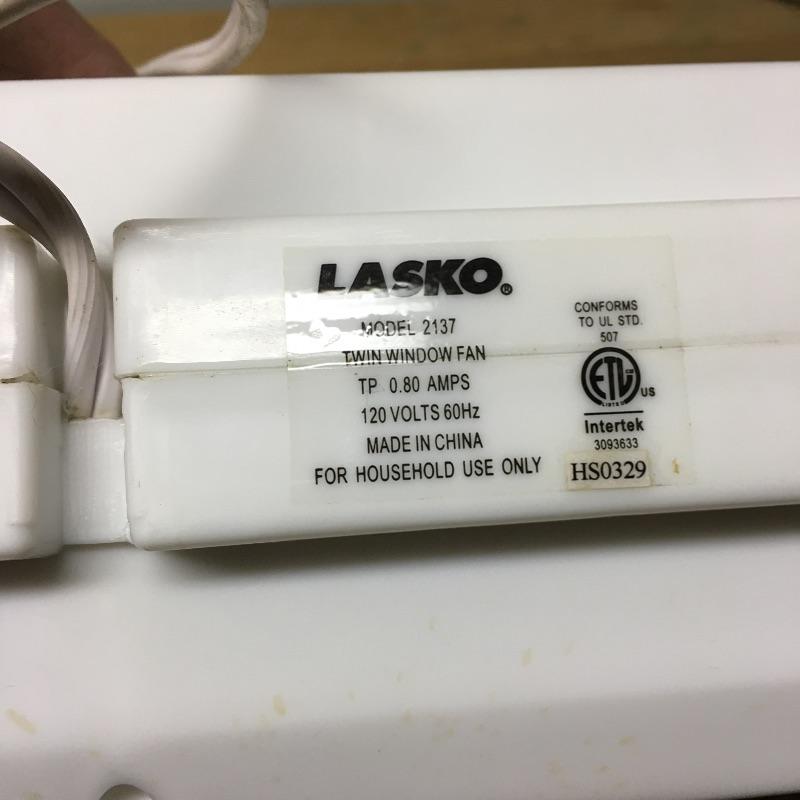 LASKO®
MODEL 2137
TWIN WINDOW FAN
TP 0.80 AMPS
120 VOLTS 60Hz
MADE IN CHINA
FOR HOUSEHOLD USE ONLY
CONFORMS
TO UL STD.
507
ETL
LISTED
US
Intertek
3093633
HS0329